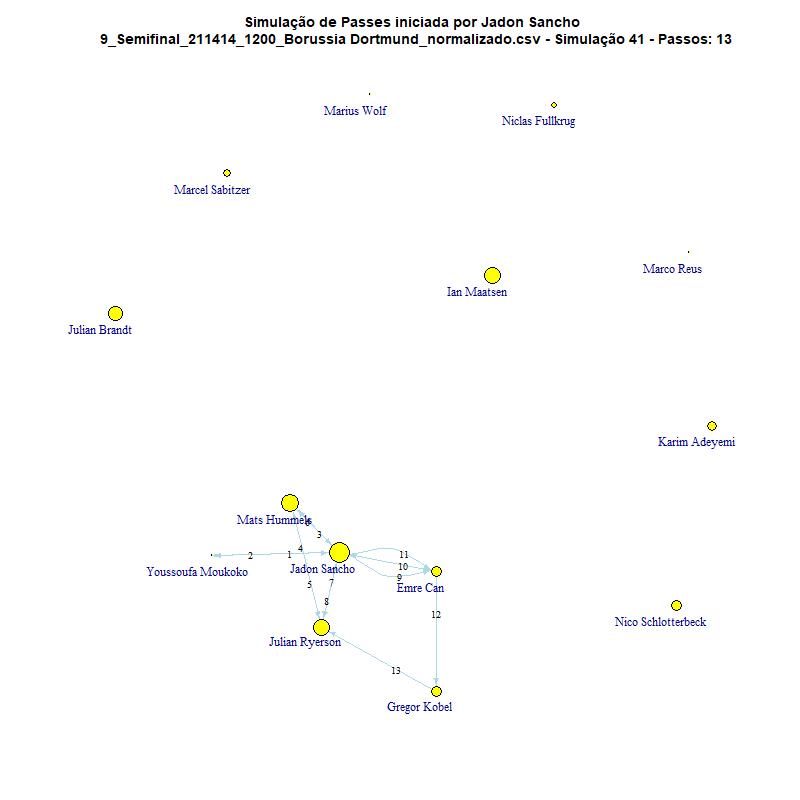 Simulação de Passes iniciada por Jadon Sancho
9_Semifinal_211414_1200_Borussia Dortmund_normalizado.csv - Simulação 41 - Passos: 13
Marius Wolf
Niclas Fullkrug
Marcel Sabitzer
Marco Reus
Ian Maatsen
Julian Brandt
Karim Adeyemi
Mats Hummels
3
4
2
1
11
Youssoufa Moukoko
Jadon Sancho
10
9
7
5
Emre Can
8
12
Nico Schlotterbeck
Julian Ryerson
13
Gregor Kobel